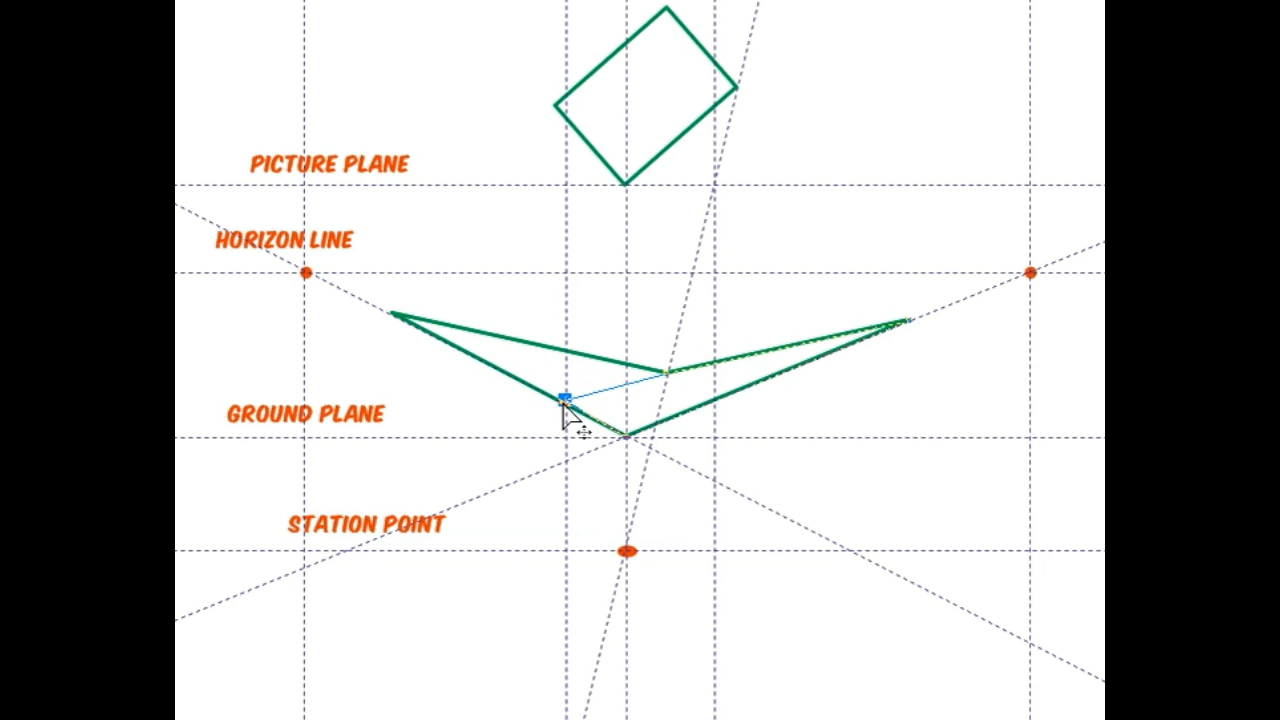 PICTURE PLANE
HORIZON LINE
GROUND PLANE
STATION POINT